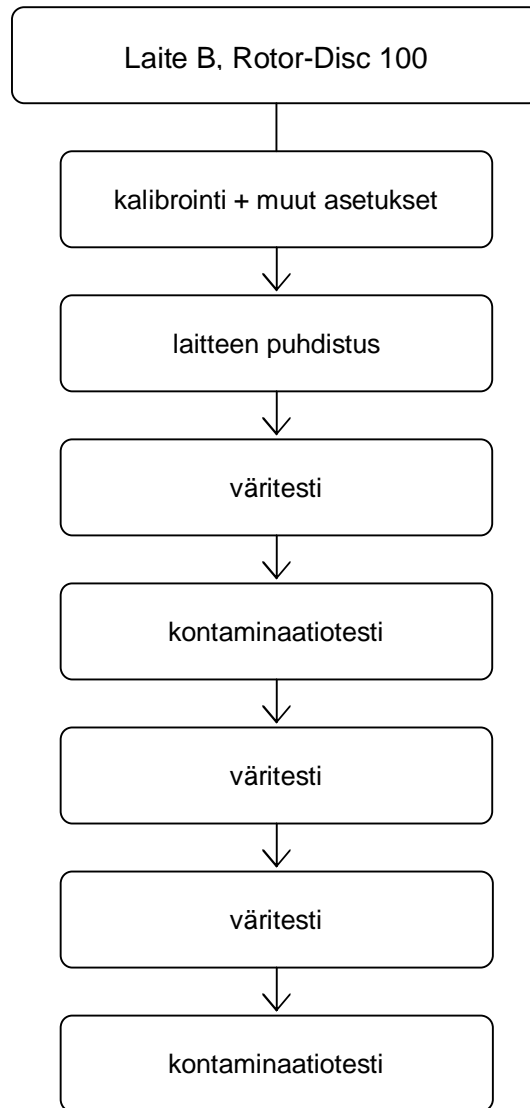 Laite B, Rotor-Disc 100
kalibrointi + muut asetukset
laitteen puhdistus
väritesti
kontaminaatiotesti
väritesti
väritesti
kontaminaatiotesti